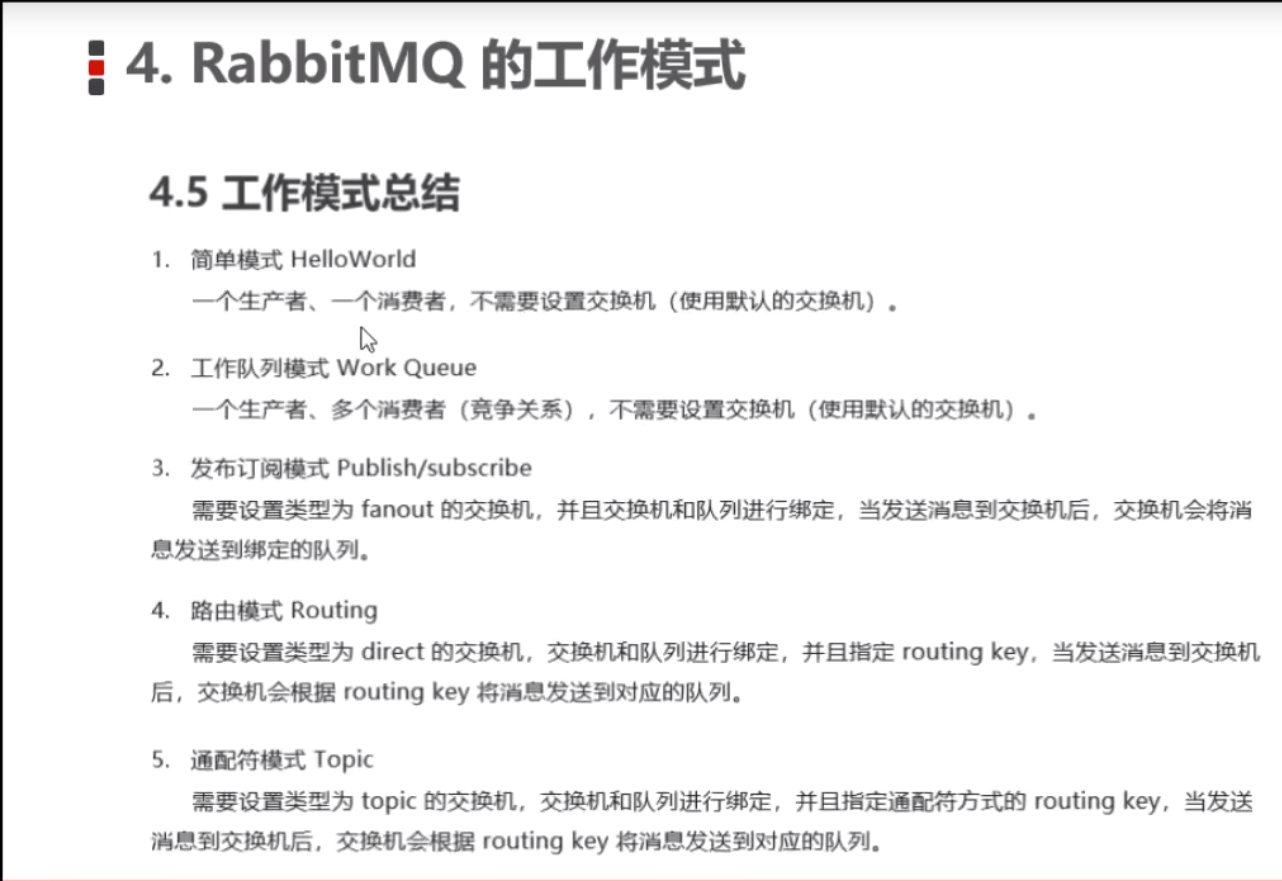 4. RabbitMQ 的工作模式
4.5 工作模式总结
1. 简单模式 HelloWorld
一个生产者、一个消费者，不需要设置交换机（使用默认的交换机）。
2. 工作队列模式 Work Queue
一个生产者、多个消费者（竞争关系），不需要设置交换机（使用默认的交换机）。
3. 发布订阅模式 Publish/subscribe
需要设置类型为 fanout 的交换机，并且交换机和队列进行绑定，当发送消息到交换机后，交换机会将消
息发送到绑定的队列。
4. 路由模式 Routing
需要设置类型为 direct 的交换机，交换机和队列进行绑定，并且指定 routing key，当发送消息到交换机
后，交换机会根据 routing key 将消息发送到对应的队列。
5. 通配符模式 Topic
需要设置类型为 topic 的交换机，交换机和队列进行绑定，并且指定通配符方式的 routing key，当发送
消息到交换机后，交换机会根据 routing key 将消息发送到对应的队列。